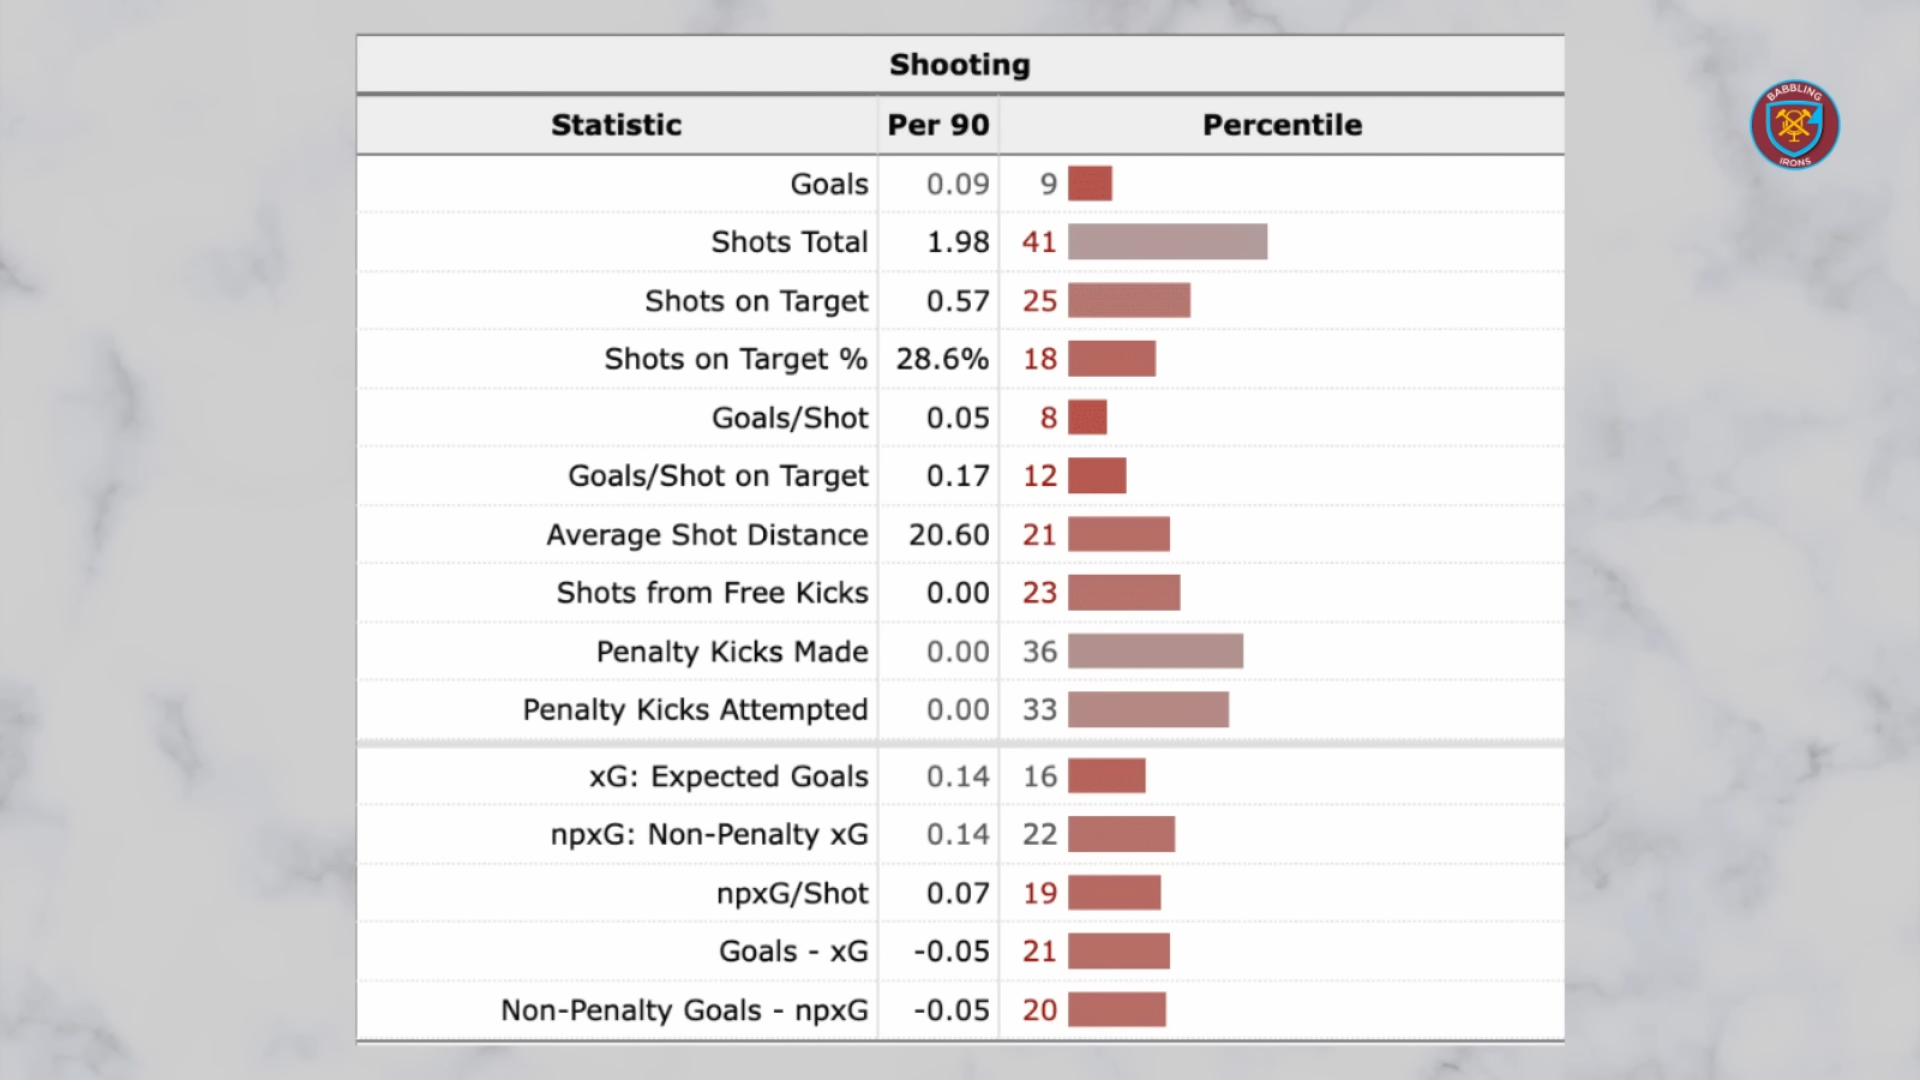 Shooting
Statistic Per 90 Percentile
Goals 0.09 9
Shots Total 1.98 41
Shots on Target 0.57 25
Shots on Target % 28.6% 18
Goals/Shot 0.05 8
Goals/Shot on Target 0.17 12
Average Shot Distance 20.60 21
Shots from Free Kicks 0.00 23
Penalty Kicks Made 0.00 36
Penalty Kicks Attempted 0.00 33
xG: Expected Goals 0.14 16
npxG: Non-Penalty xG 0.14 22
npxG/Shot 0.07 19
Goals - xG -0.05 21
Non-Penalty Goals - npxG -0.05 20
BABBLING
IRONS